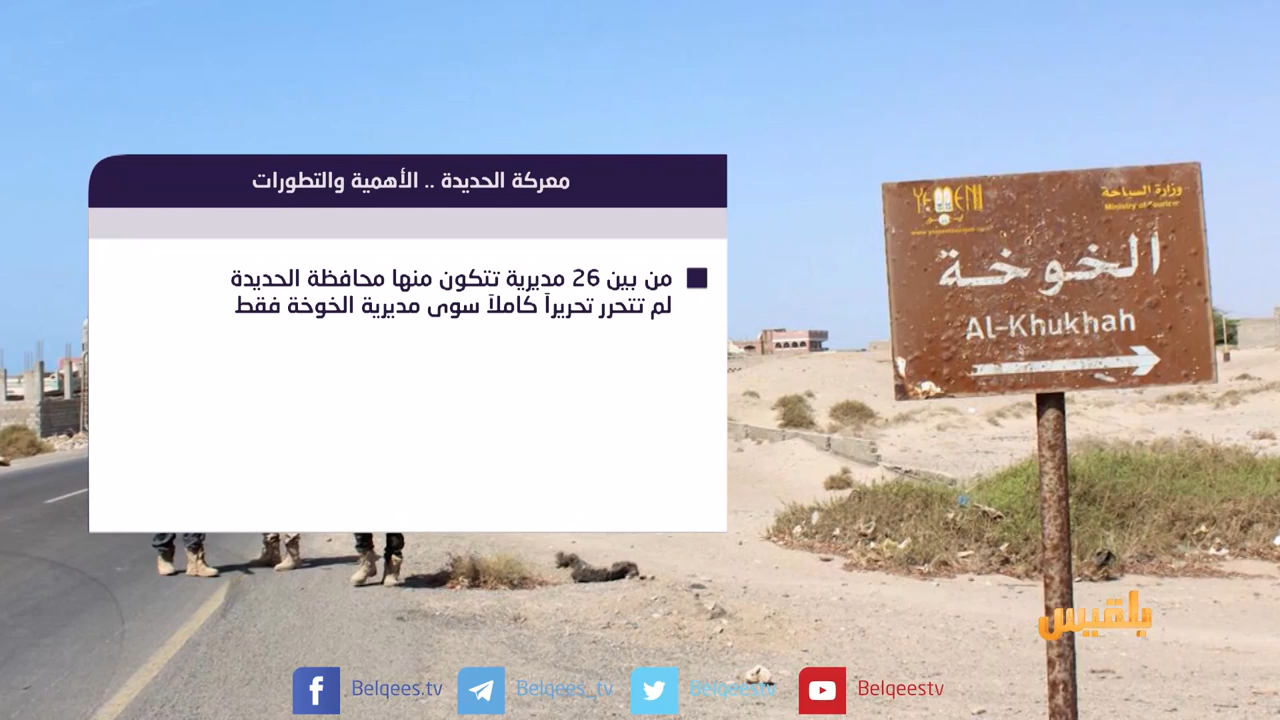 معركة الحديدة .. الأهمية والتطورات
من بين 26 مديرية تتكون منها محافظة الحديدة
لم تتحرر تحريراً كاملاً سوى مديرية الخوخة فقط
YEMEN
وزارة السياحة
Ministry of Tourism
الخوخة
Al-Khukhah
بلقيس
Belqees.tv
Belqees_tv
Belqeestv
Belqeestv